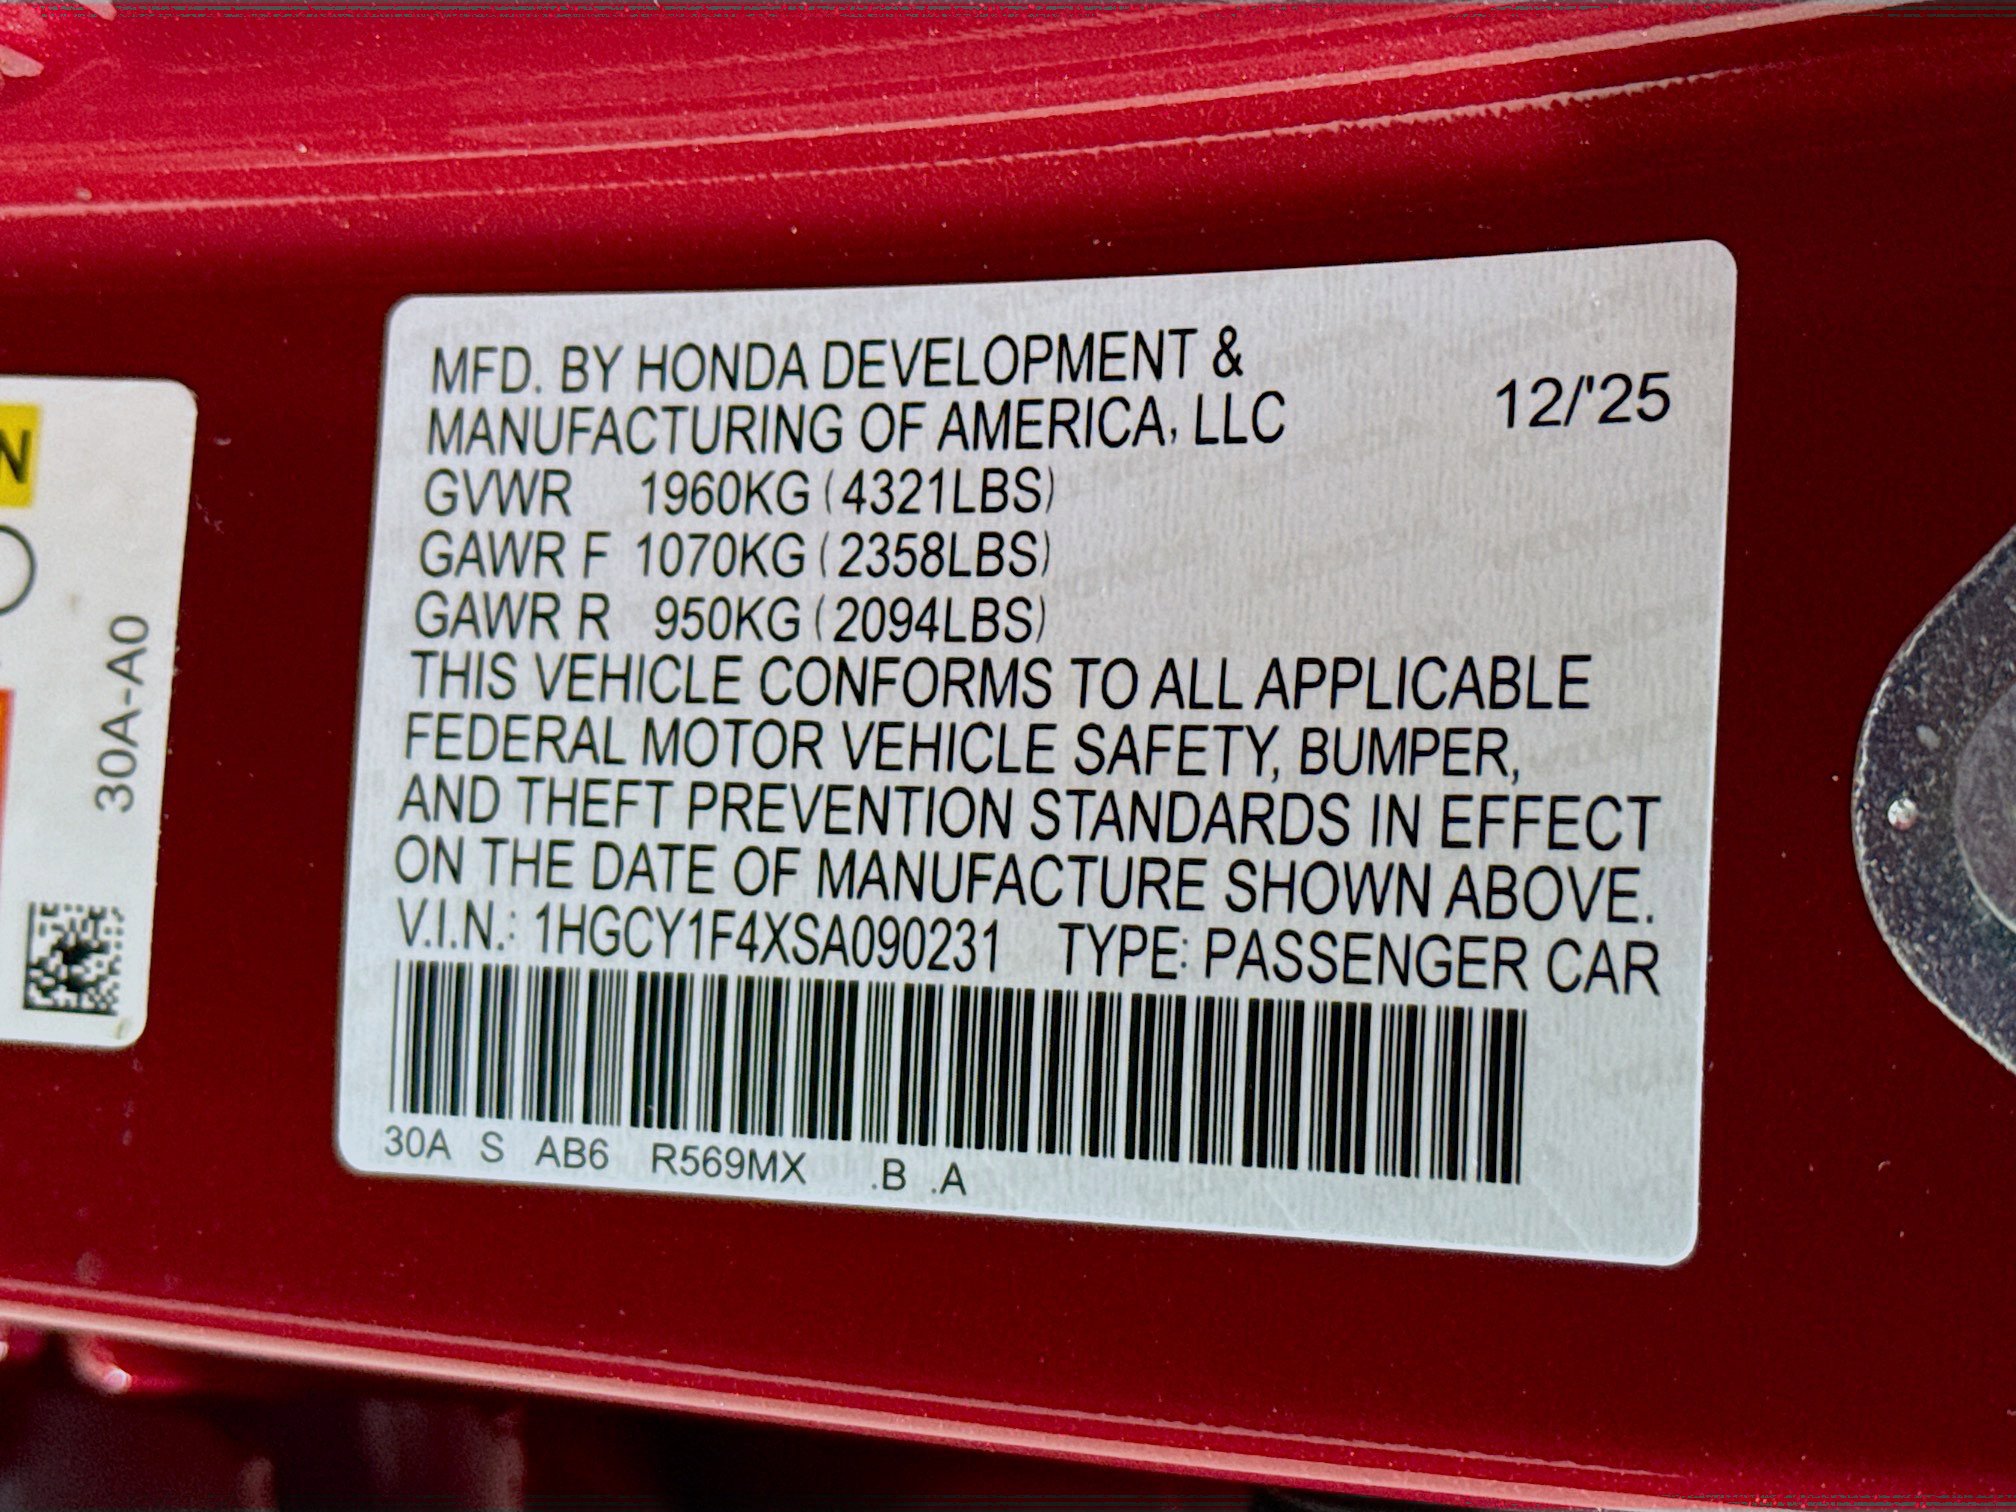 MFD. BY HONDA DEVELOPMENT &
MANUFACTURING OF AMERICA, LLC
12/'25
GVWR 1960KG (4321LBS)
GAWR F 1070KG (2358LBS)
GAWR R 950KG (2094LBS)
THIS VEHICLE CONFORMS TO ALL APPLICABLE
FEDERAL MOTOR VEHICLE SAFETY, BUMPER,
AND THEFT PREVENTION STANDARDS IN EFFECT
ON THE DATE OF MANUFACTURE SHOWN ABOVE.
V.I.N.: 1HGCY1F4XSA090231 TYPE: PASSENGER CAR
30A S AB6 R569MX .B .A
N
30A-A0